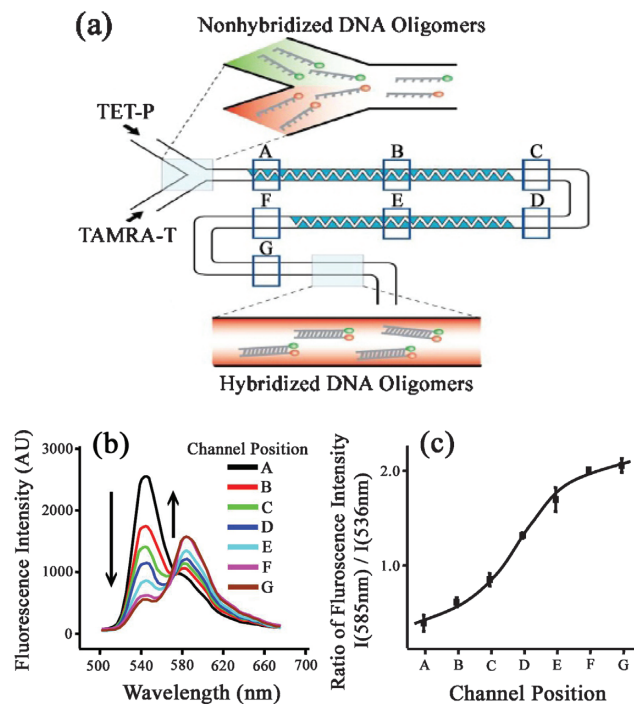 (a)
Nonhybridized DNA Oligomers
TET-P
TAMRA-T
A
B
C
F
E
D
G
Hybridized DNA Oligomers
(b)
Fluorescence Intensity (AU)
3000
2000
1000
0
Channel Position
A
B
C
D
E
F
G
500
540
580
620
660
700
Wavelength (nm)
(c)
Ratio of Fluroscence Intensity
I(585nm) / I(536nm)
2.0
1.0
A
B
C
D
E
F
G
Channel Position